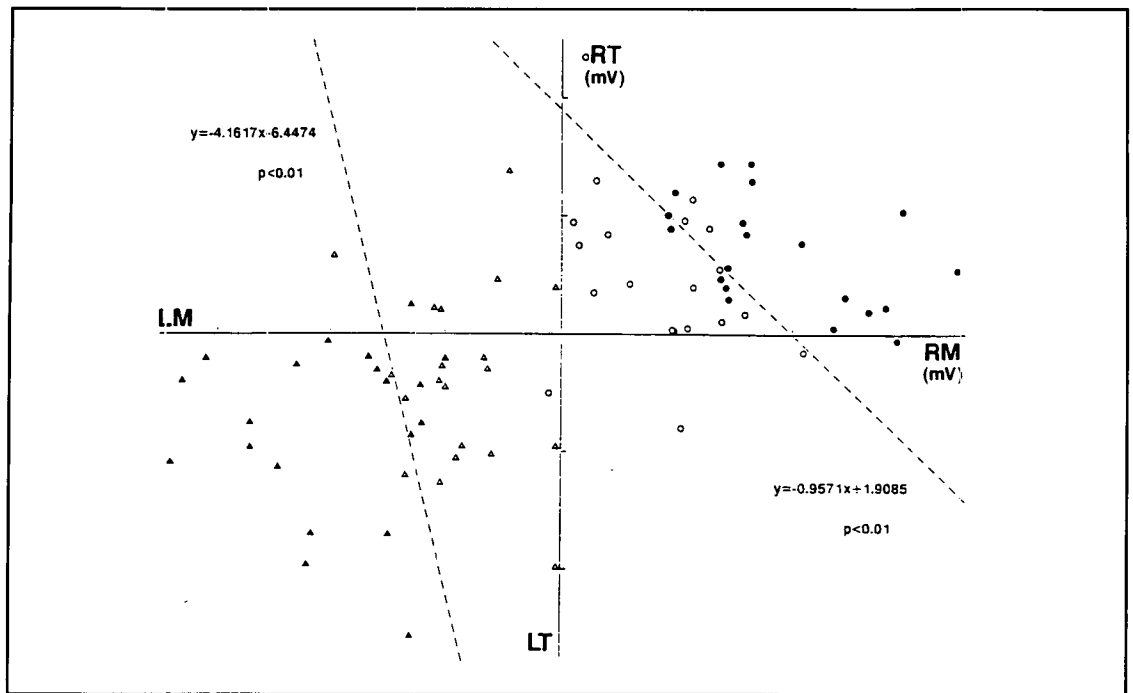 RT
(mV)
y=-4.1617x-6.4474
p<0.01
LM
RM
(mV)
y=-0.9571x+1.9085
p<0.01
LT